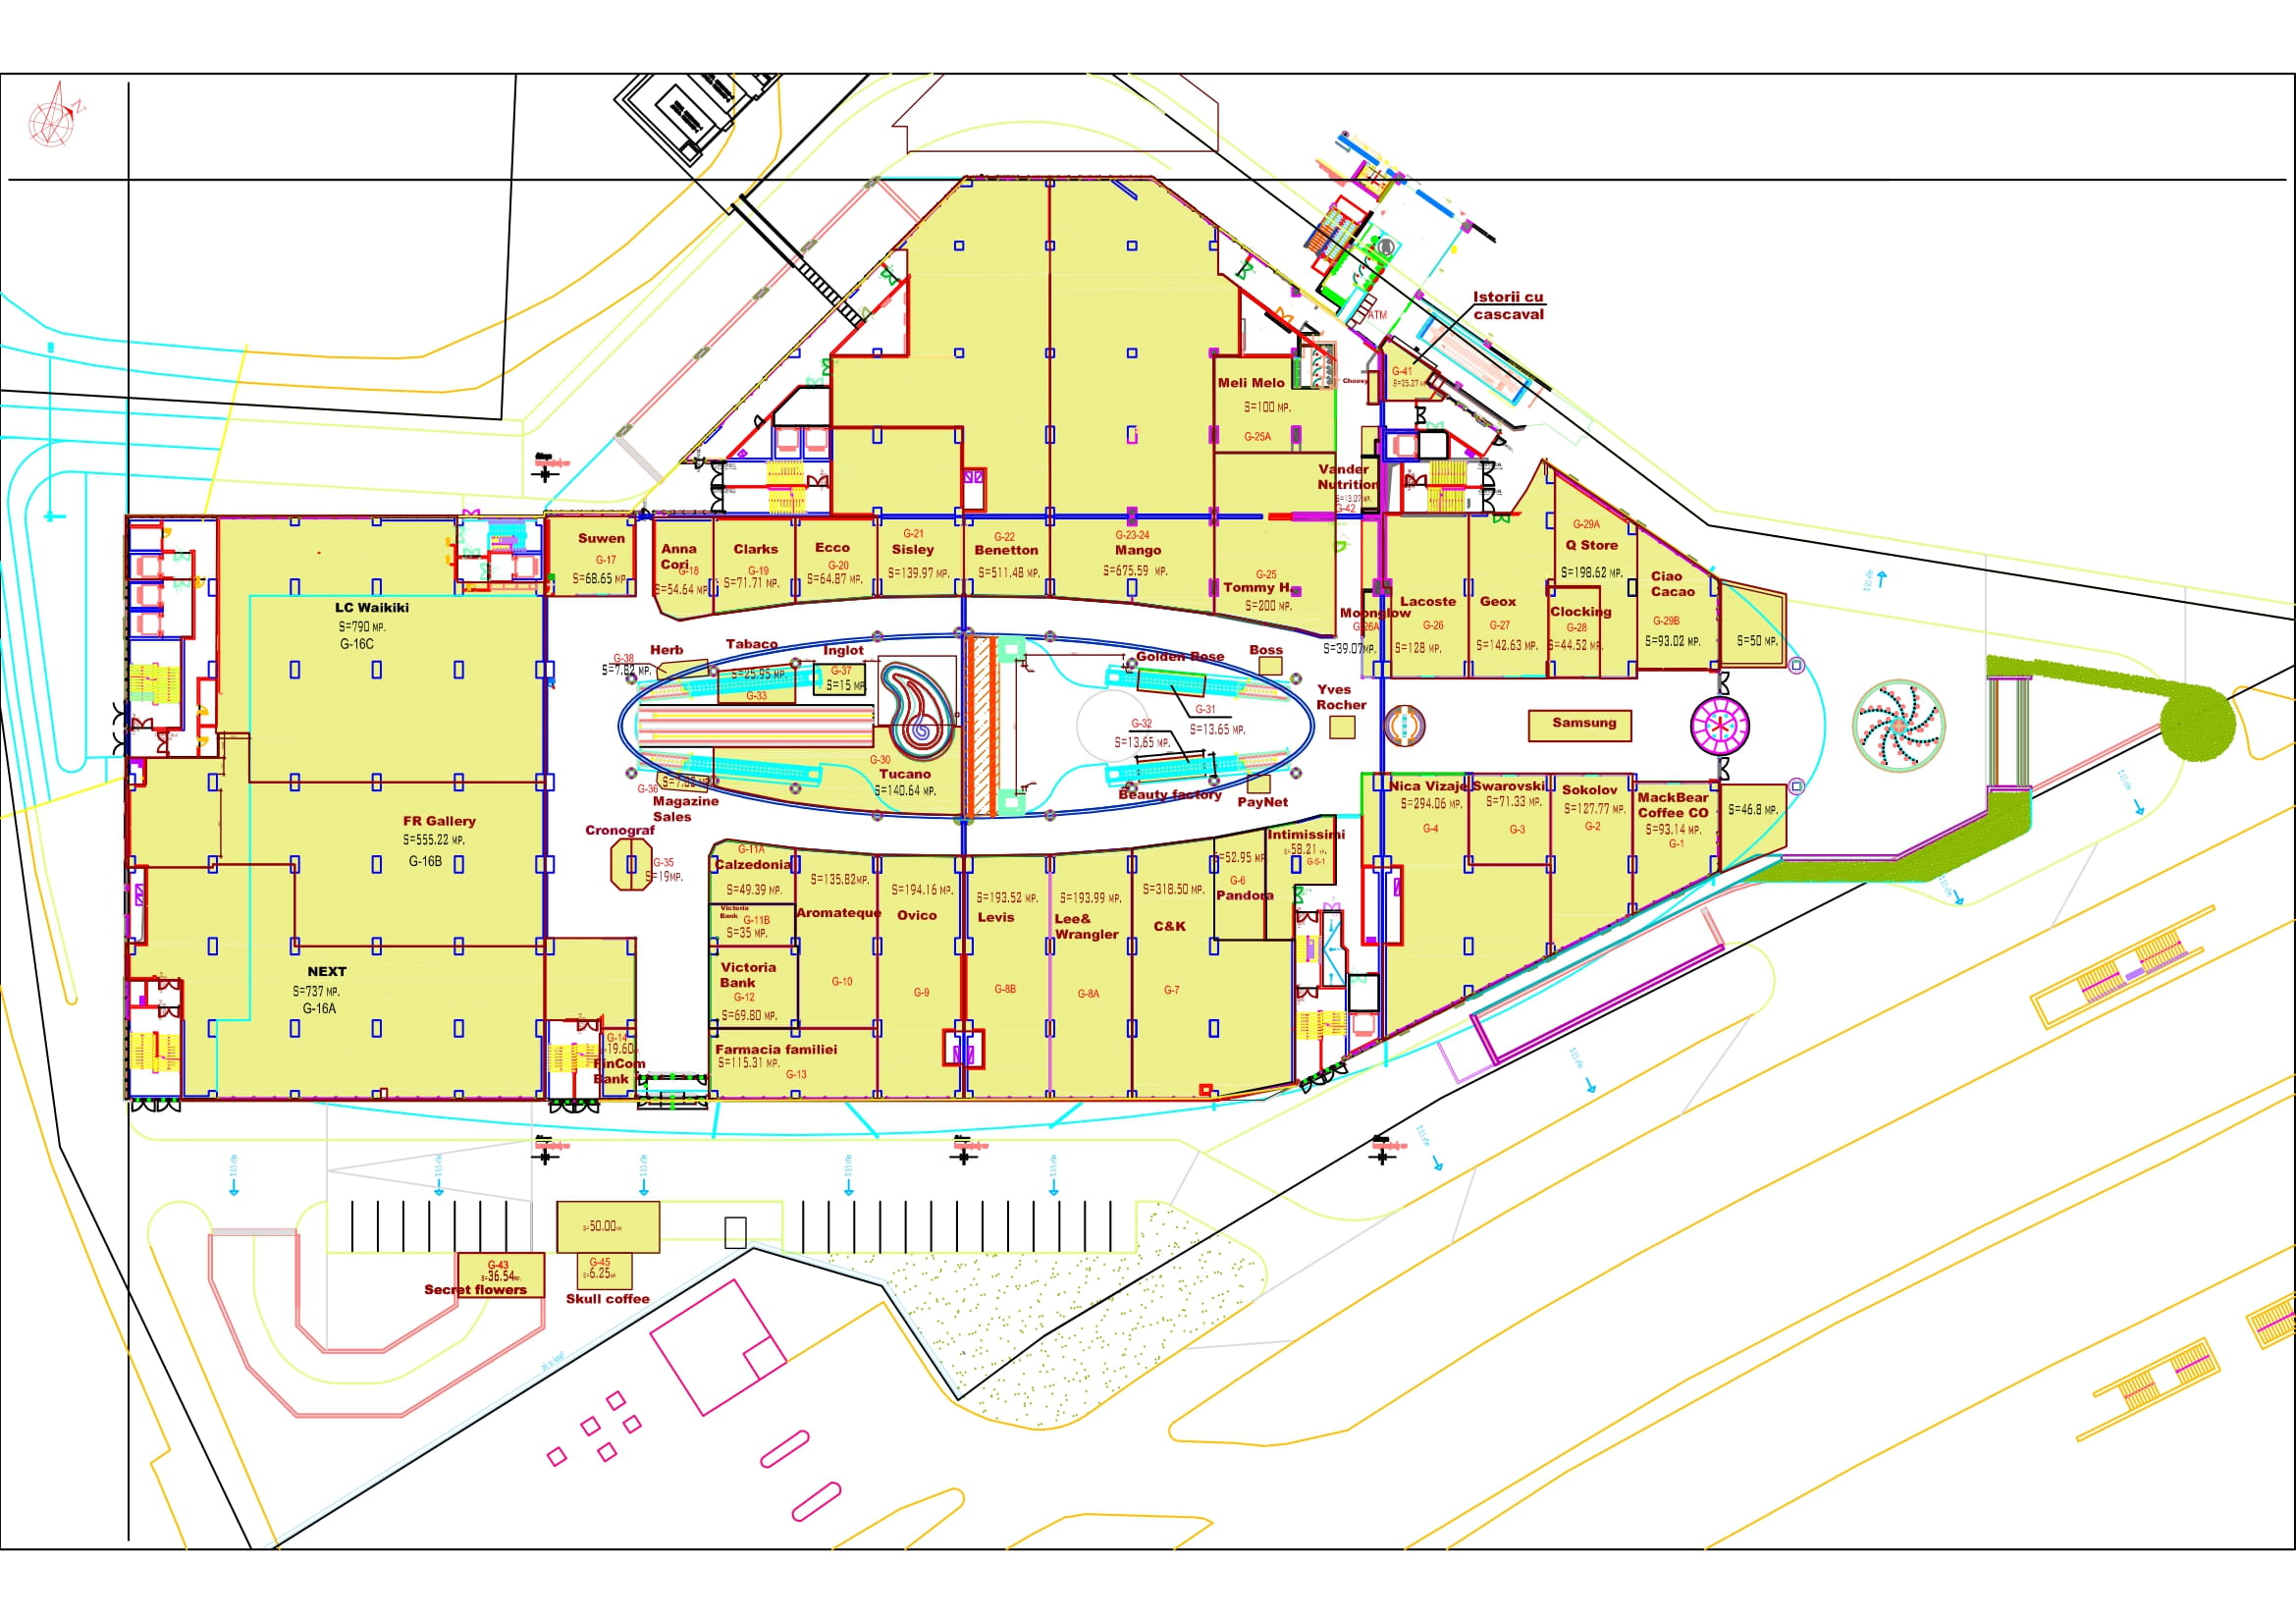 N
ATM
Istorii cu
cascaval
G-41
S=25.27
Meli Melo
S=100 MP.
G-25A
Vander
Nutrition
S=13.07 MP.
G-42
Suwen
G-17
S=68.65 MP
Anna
Cori
G-18
S=54.64 MP
Clarks
G-19
S=71.71 MP.
Ecco
G-20
S=64.87 MP.
G-21
Sisley
S=139.97 MP.
G-22
Benetton
S=511.48 MP.
G-23-24
Mango
S=675.59 MP.
G-25
Tommy H.
S=200 MP.
Moonglow
G-26A
S=39.07
Lacoste
G-26
S=128 MP.
Geox
G-27
S=142.63 MP.
G-29A
Q Store
S=198.62 MP.
Clocking
G-28
S=44.52 MP.
Ciao
Cacao
G-29B
S=93.02 MP.
S=50 MP.
LC Waikiki
S=790 MP.
G-16C
FR Gallery
S=555.22 MP.
G-16B
NEXT
S=737 MP.
G-16A
Herb
G-38
S=7.82 MP.
Tabaco
S=25.95 MP.
G-33
Inglot
G-37
S=15 MP.
G-30
Tucano
S=140.64 MP.
G-36
Magazine
Sales
Golden Rose
G-31
S=13.65 MP.
G-32
S=13.65 MP.
Beauty factory
Boss
Yves
Rocher
PayNet
Samsung
Cronograf
G-35
S=19MP.
G-11A
Calzedonia
S=49.39 MP.
Victoria
Bank
G-11B
S=35 MP.
Victoria
Bank
G-12
S=69.80 MP.
Farmacia familiei
S=115.31 MP.
G-13
S=135.82MP.
Aromateque
G-10
S=194.16 MP.
Ovico
G-9
S=193.52 MP.
Levis
G-8B
S=193.99 MP.
Lee&
Wrangler
G-8A
S=318.50 MP.
C&K
G-7
S=52.95 MP.
G-6
Pandora
Intimissimi
S=58.21
G-5-1
Nica Vizaje
S=294.06 MP.
G-4
Swarovski
S=71.33 MP.
G-3
Sokolov
S=127.77 MP.
G-2
MackBear
Coffee CO
S=93.14 MP.
G-1
S=46.8 MP.
G-14
19.60
FinCom
Bank
S=50.00
G-43
S=36.54
Secret flowers
G-45
6.25
Skull coffee